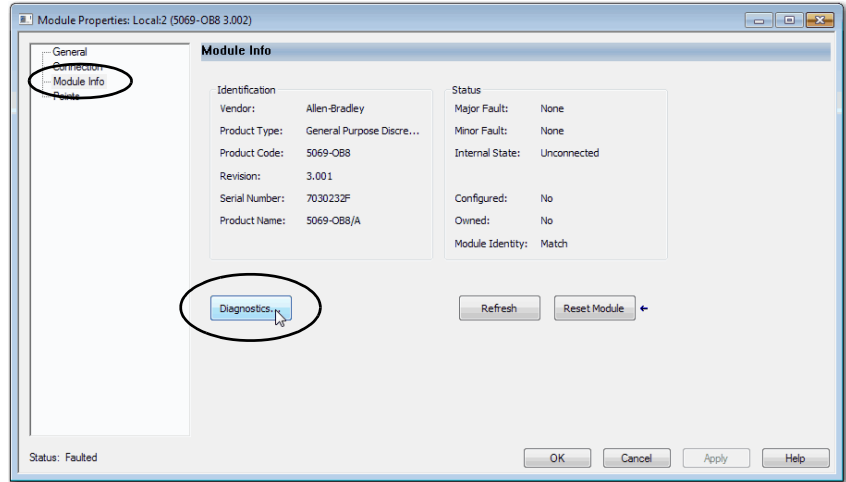 Module Properties: Local:2 (5069-OB8 3.002)
General
Connection
Module Info
Points
Module Info
Identification
Vendor: Allen-Bradley
Product Type: General Purpose Discre...
Product Code: 5069-OB8
Revision: 3.001
Serial Number: 7030232F
Product Name: 5069-OB8/A
Status
Major Fault: None
Minor Fault: None
Internal State: Unconnected
Configured: No
Owned: No
Module Identity: Match
Diagnostics...
Refresh
Reset Module
Status: Faulted
OK
Cancel
Apply
Help